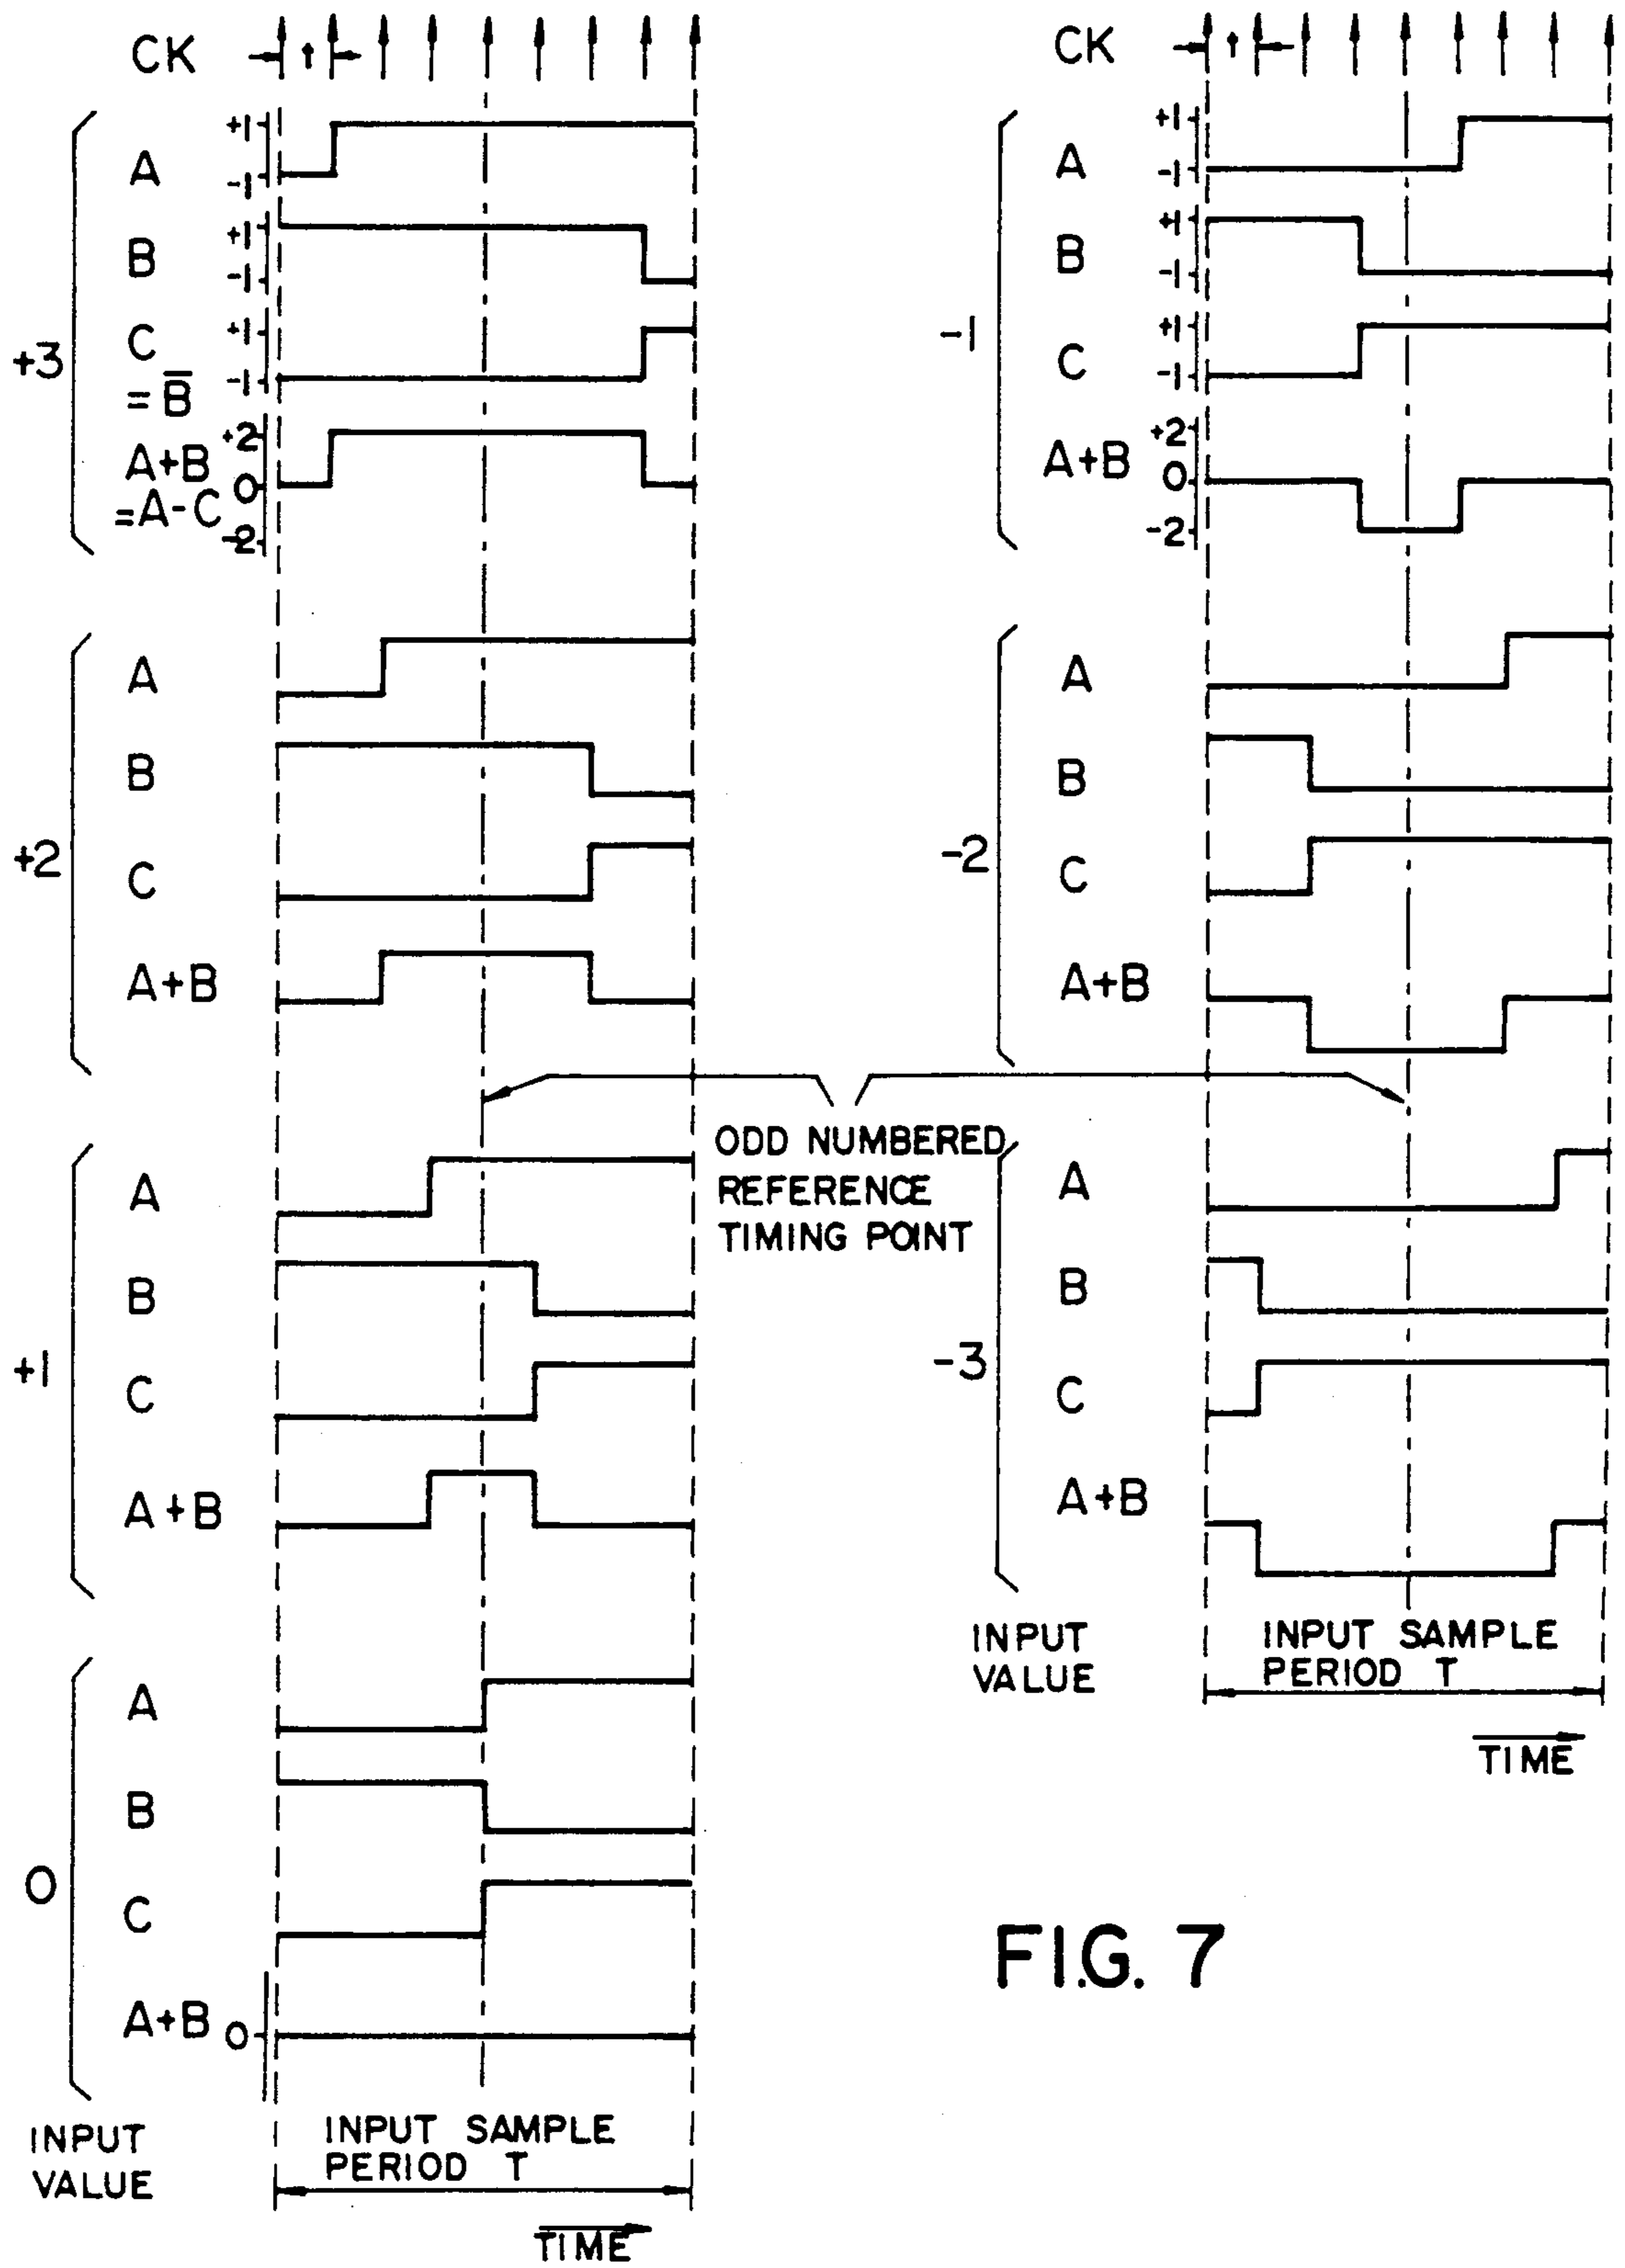 CK t
+3
A +1 -1
B +1 -1
C = B̅ +1 -1
A+B =A-C +2 0 -2
+2
A
B
C
A+B
+1
A
B
C
A+B
0
A
B
C
A+B 0
INPUT
VALUE
INPUT SAMPLE
PERIOD T
TIME
ODD NUMBERED
REFERENCE
TIMING POINT
CK t
-1
A +1 -1
B +1 -1
C +1 -1
A+B +2 0 -2
-2
A
B
C
A+B
-3
A
B
C
A+B
INPUT
VALUE
INPUT SAMPLE
PERIOD T
TIME
FIG. 7